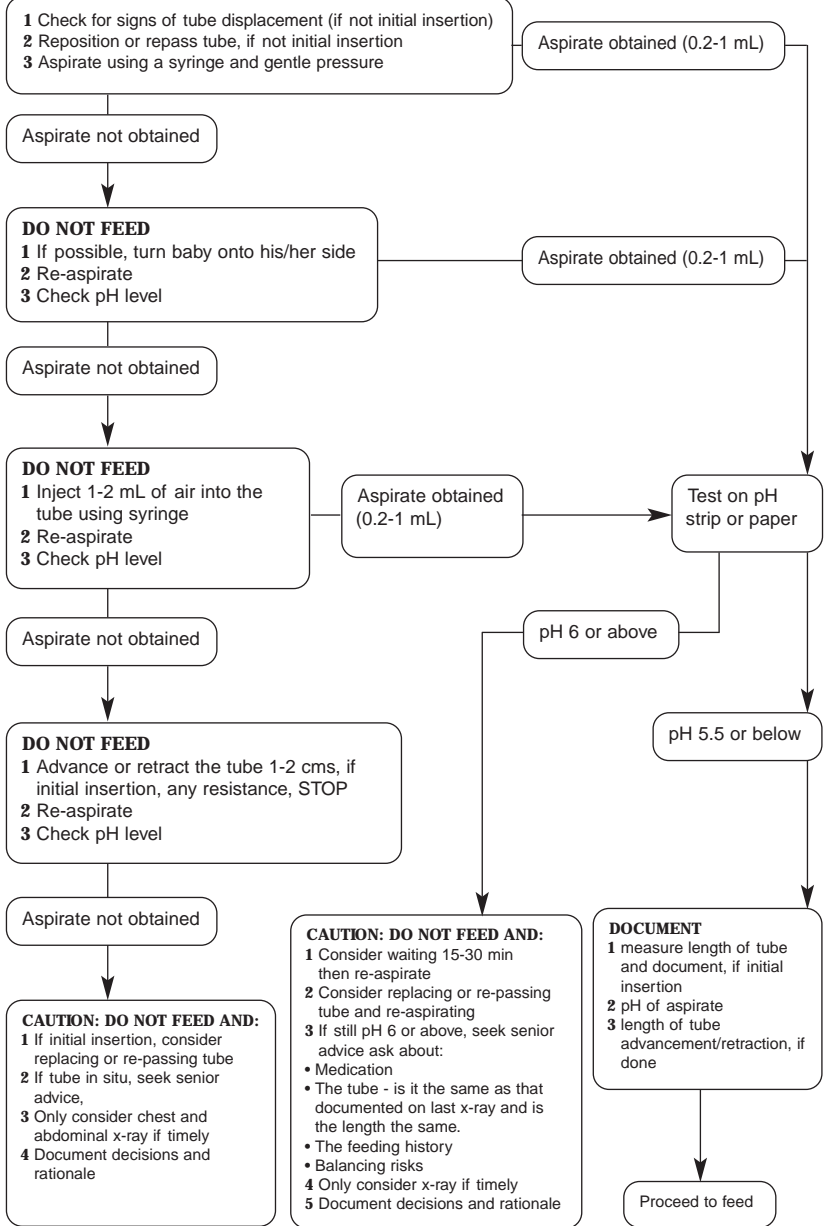 1 Check for signs of tube displacement (if not initial insertion)
2 Reposition or repass tube, if not initial insertion
3 Aspirate using a syringe and gentle pressure
Aspirate obtained (0.2-1 mL)
Aspirate not obtained
DO NOT FEED
1 If possible, turn baby onto his/her side
2 Re-aspirate
3 Check pH level
Aspirate obtained (0.2-1 mL)
Aspirate not obtained
DO NOT FEED
1 Inject 1-2 mL of air into the
tube using syringe
2 Re-aspirate
3 Check pH level
Aspirate obtained
(0.2-1 mL)
Test on pH
strip or paper
Aspirate not obtained
pH 6 or above
pH 5.5 or below
DO NOT FEED
1 Advance or retract the tube 1-2 cms, if
initial insertion, any resistance, STOP
2 Re-aspirate
3 Check pH level
Aspirate not obtained
CAUTION: DO NOT FEED AND:
1 If initial insertion, consider
replacing or re-passing tube
2 If tube in situ, seek senior
advice,
3 Only consider chest and
abdominal x-ray if timely
4 Document decisions and
rationale
CAUTION: DO NOT FEED AND:
1 Consider waiting 15-30 min
then re-aspirate
2 Consider replacing or re-passing
tube and re-aspirating
3 If still pH 6 or above, seek senior
advice ask about:
• Medication
• The tube - is it the same as that
documented on last x-ray and is
the length the same.
• The feeding history
• Balancing risks
4 Only consider x-ray if timely
5 Document decisions and rationale
DOCUMENT
1 measure length of tube
and document, if initial
insertion
2 pH of aspirate
3 length of tube
advancement/retraction, if
done
Proceed to feed